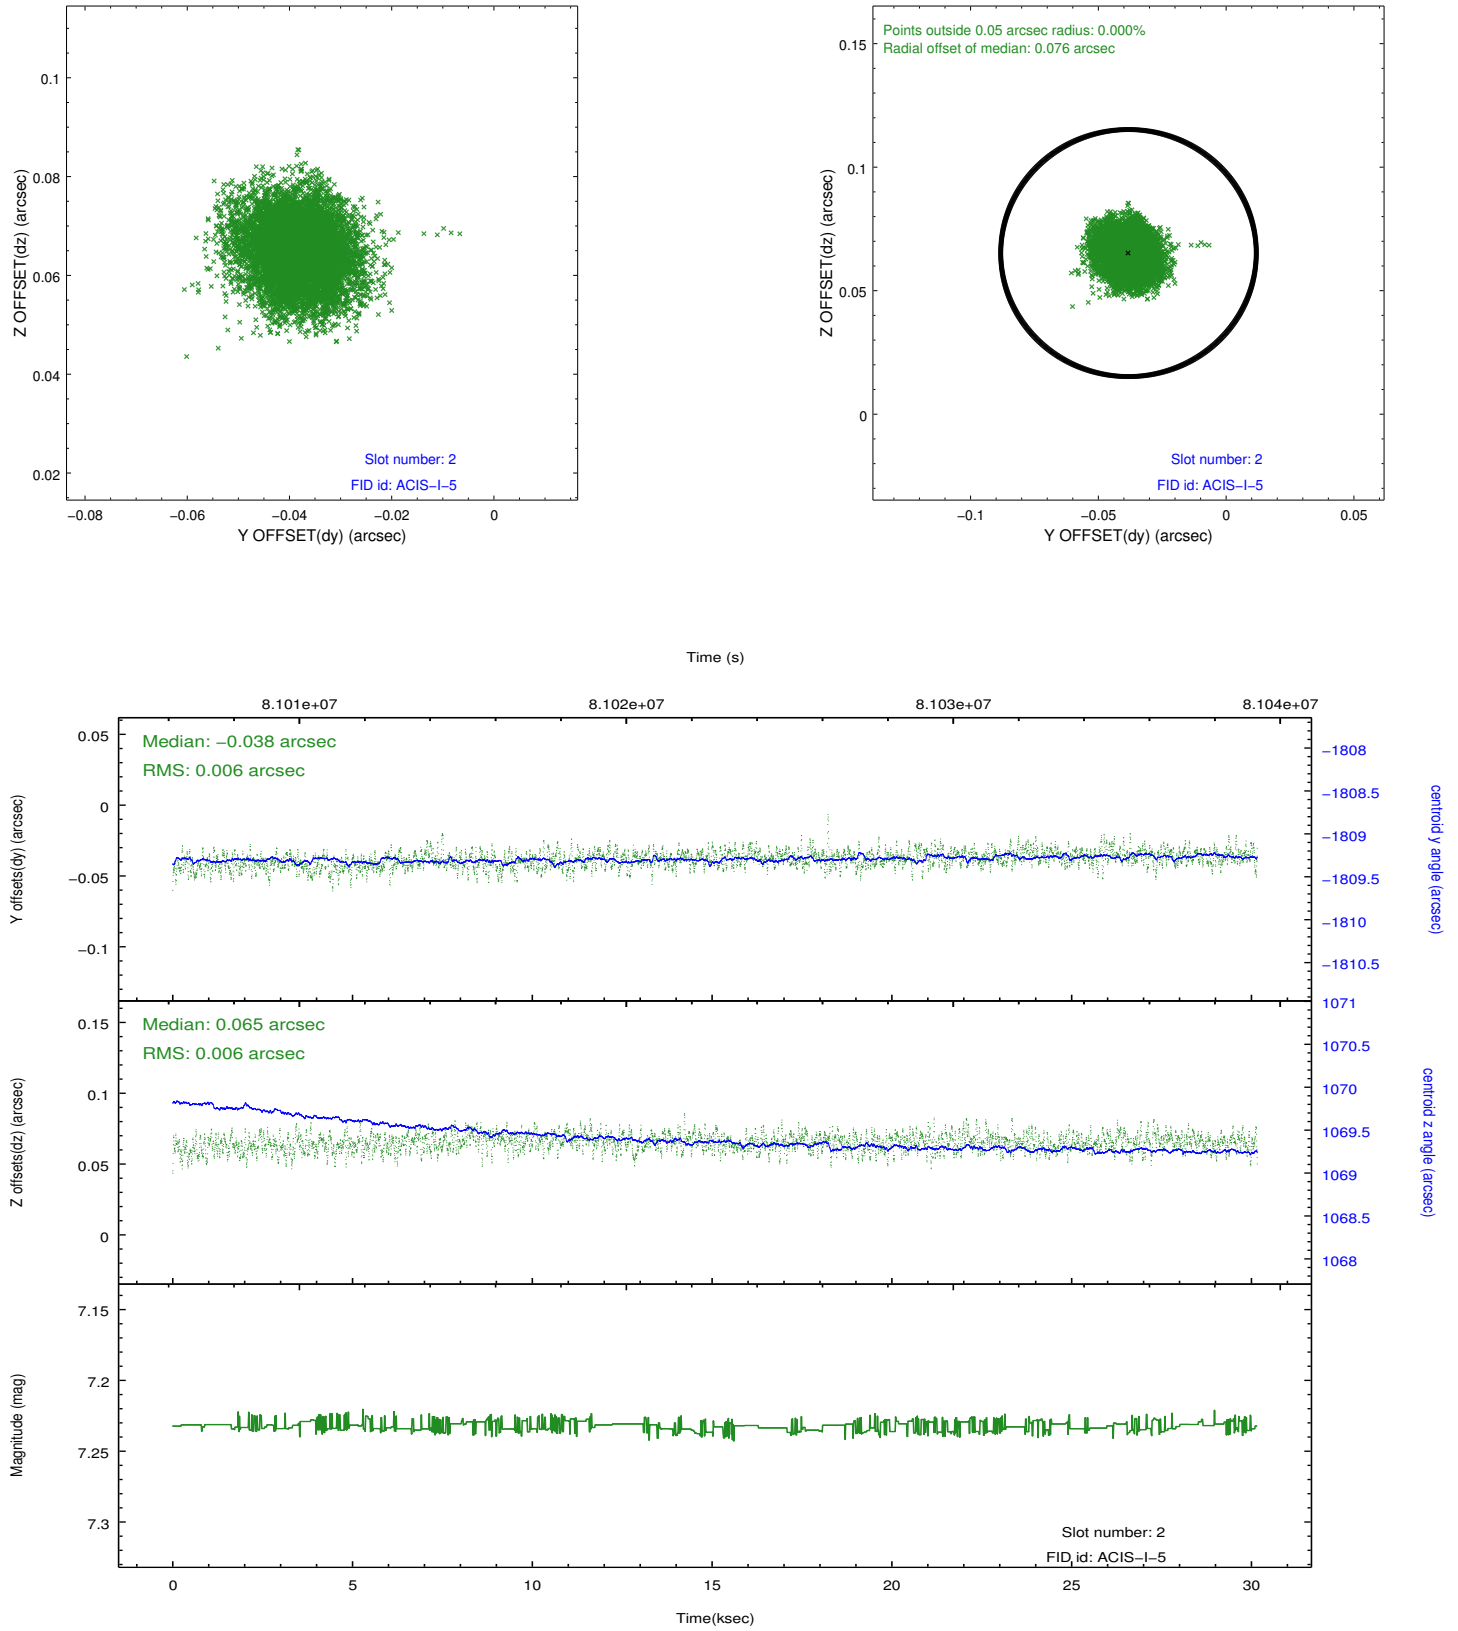 0.1
0.08
0.06
0.04
0.02
Z OFFSET(dz) (arcsec)
Slot number: 2
FID id: ACIS−I−5
−0.08
−0.06
−0.04
−0.02
0
Y OFFSET(dy) (arcsec)
Points outside 0.05 arcsec radius: 0.000%
Radial offset of median: 0.076 arcsec
0.15
0.1
0.05
0
Z OFFSET(dz) (arcsec)
Slot number: 2
FID id: ACIS−I−5
−0.1
−0.05
0
0.05
Y OFFSET(dy) (arcsec)
Time (s)
8.101e+07
8.102e+07
8.103e+07
8.104e+07
Median: −0.038 arcsec
RMS: 0.006 arcsec
0.05
0
−0.05
−0.1
Y offsets(dy) (arcsec)
−1808
−1808.5
−1809
−1809.5
−1810
−1810.5
centroid y angle (arcsec)
Median: 0.065 arcsec
RMS: 0.006 arcsec
0.15
0.1
0.05
0
Z offsets(dz) (arcsec)
1071
1070.5
1070
1069.5
1069
1068.5
1068
centroid z angle (arcsec)
7.15
7.2
7.25
7.3
Magnitude (mag)
Slot number: 2
FID id: ACIS−I−5
0
5
10
15
20
25
30
Time(ksec)